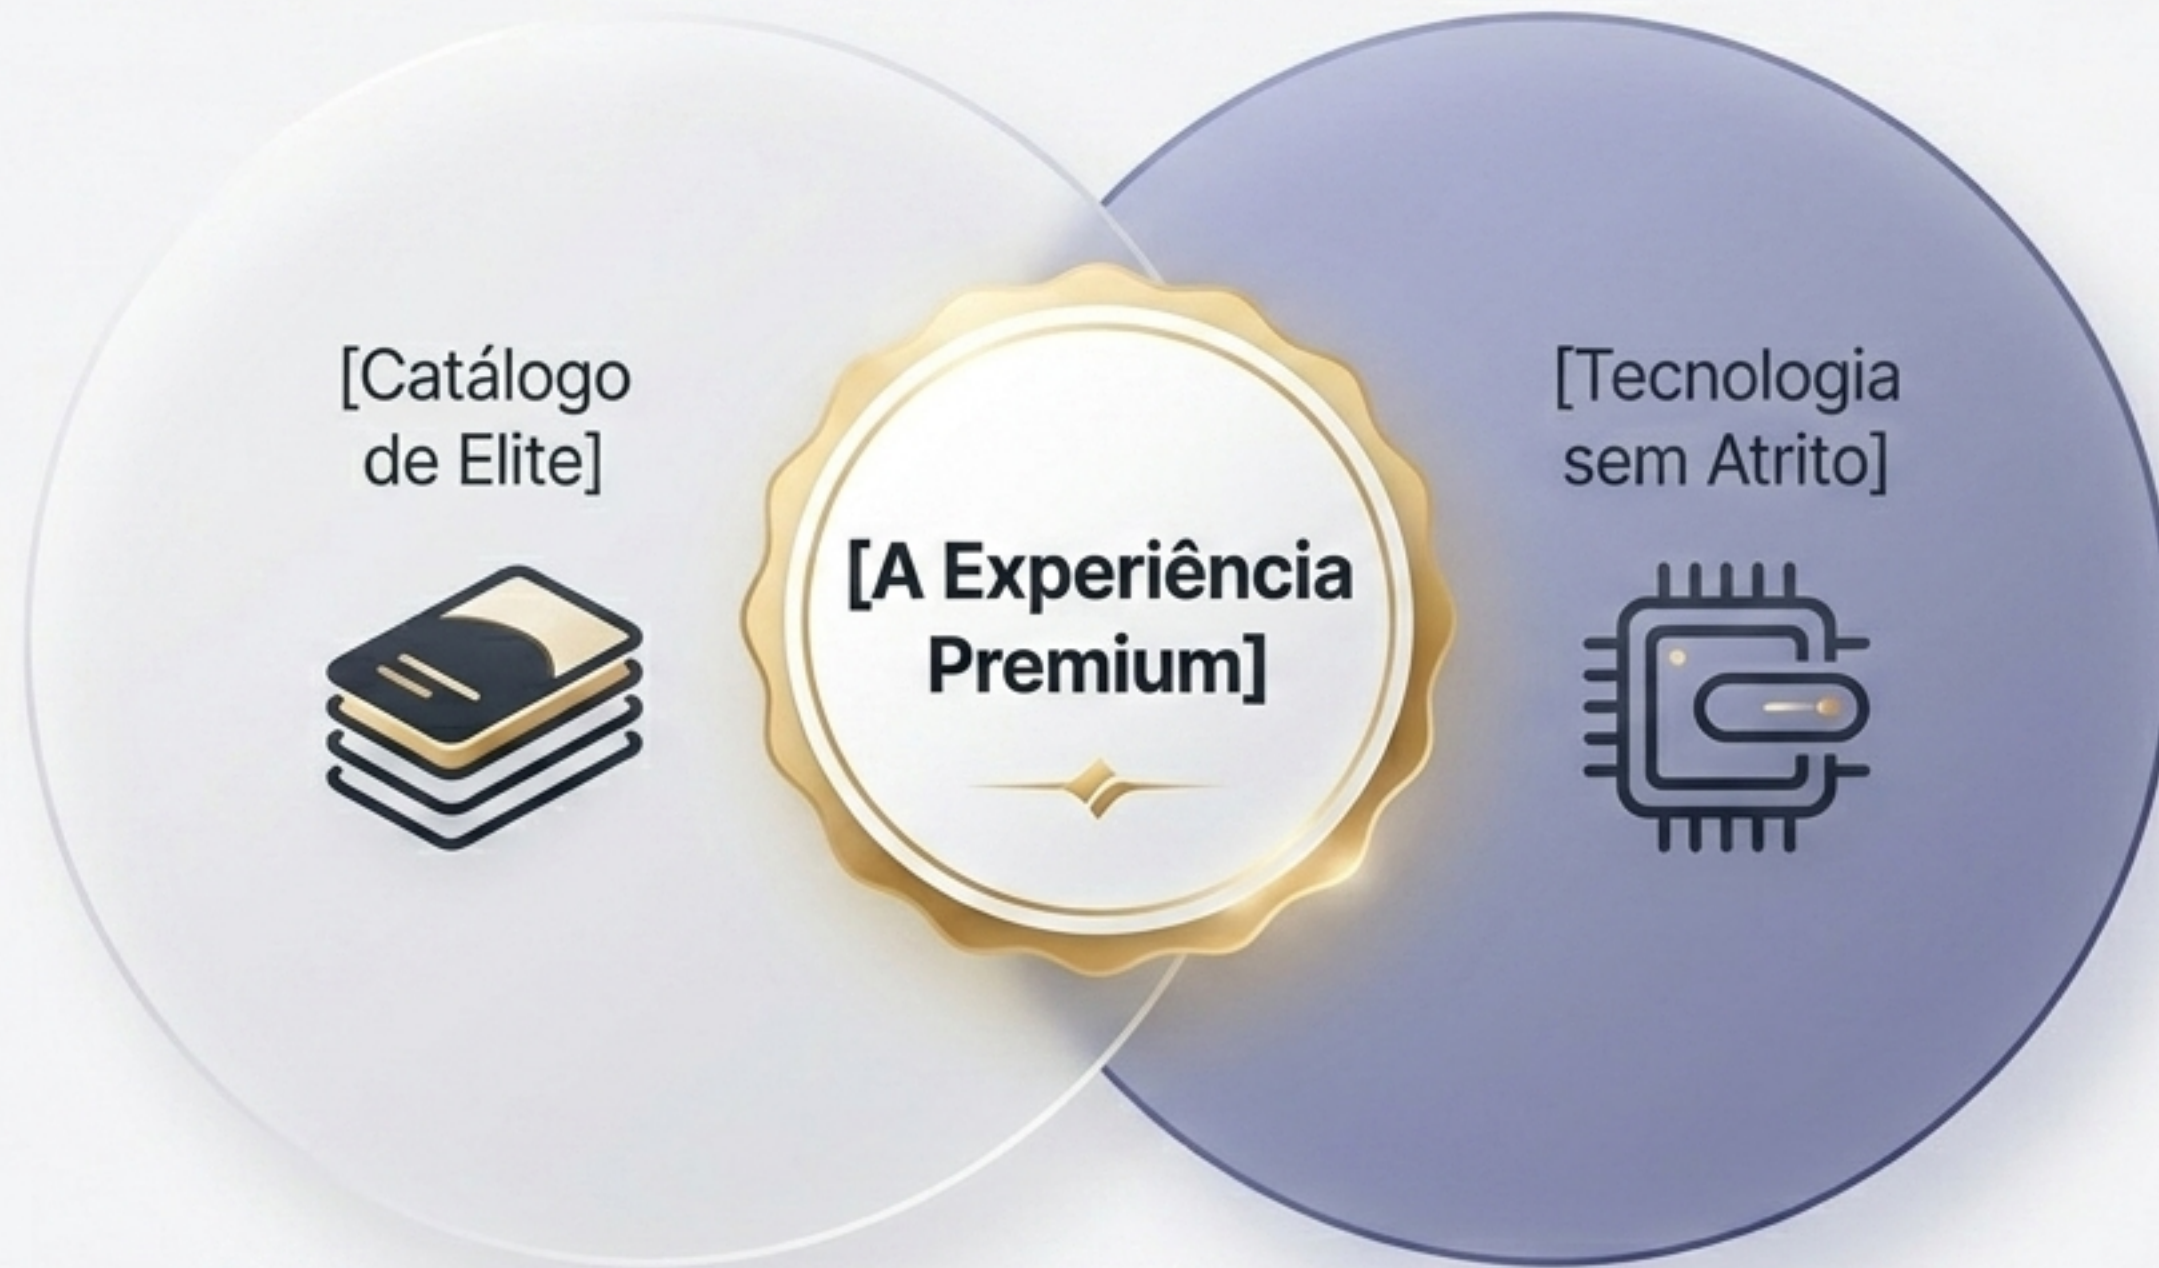 [Catálogo
de Elite]
[A Experiência
Premium]
[Tecnologia
sem Atrito]